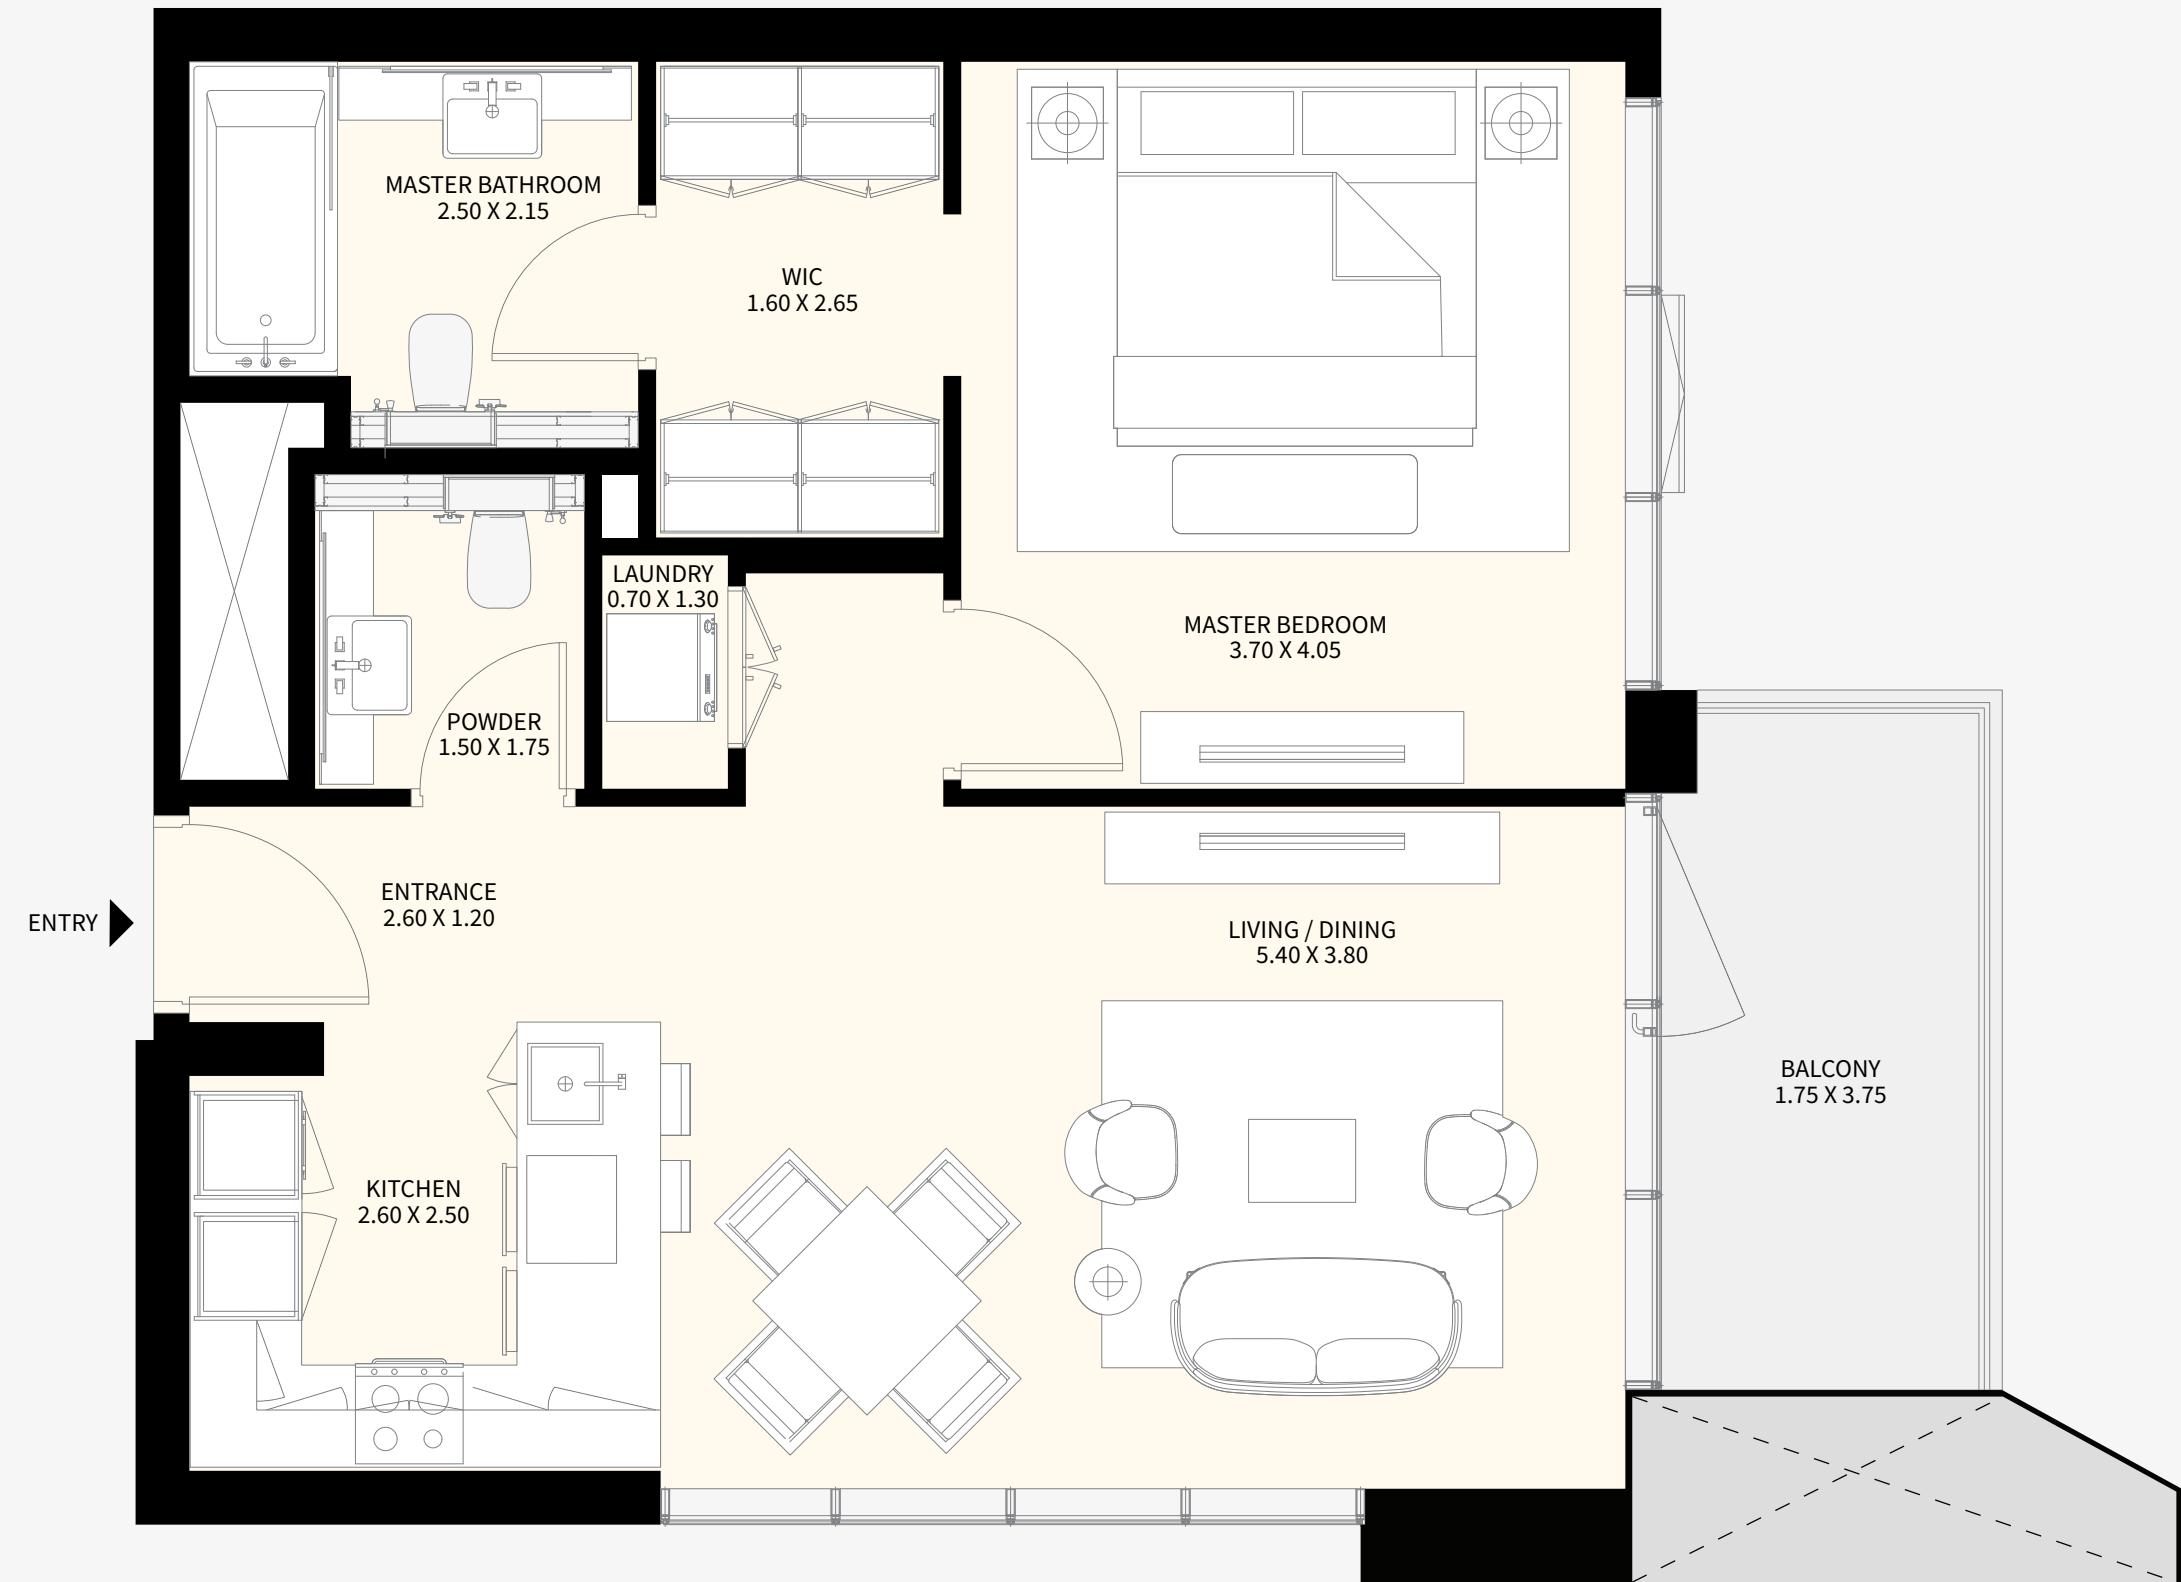 MASTER BATHROOM
2.50 X 2.15
WIC
1.60 X 2.65
LAUNDRY
0.70 X 1.30
MASTER BEDROOM
3.70 X 4.05
POWDER
1.50 X 1.75
ENTRY
ENTRANCE
2.60 X 1.20
LIVING / DINING
5.40 X 3.80
BALCONY
1.75 X 3.75
KITCHEN
2.60 X 2.50